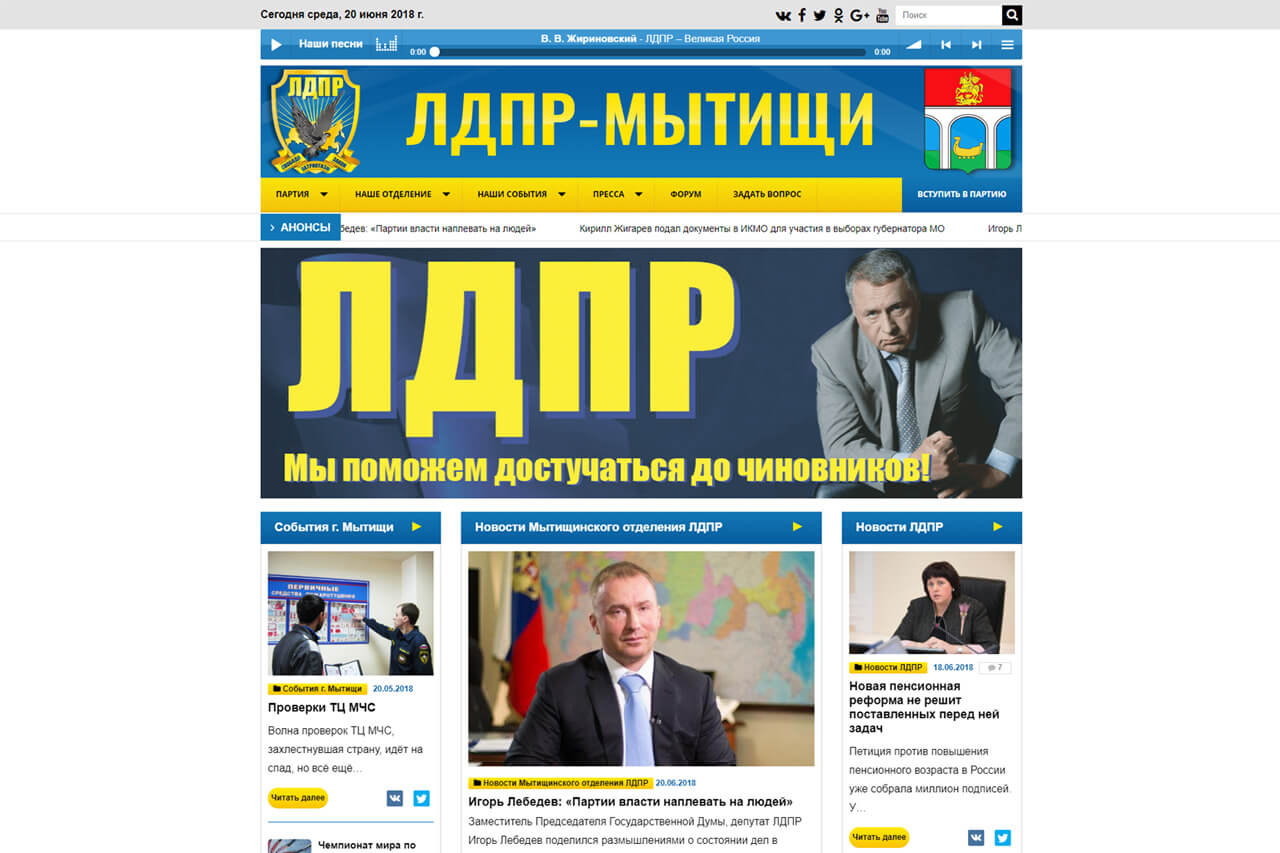 Сегодня среда, 20 июня 2018 г.
You
Tube
Поиск
Наши песни
В. В. Жириновский - ЛДПР – Великая Россия
0:00
0:00
ЛДПР
ЛДПР-МЫТИЩИ
ПАРТИЯ
НАШЕ ОТДЕЛЕНИЕ
НАШИ СОБЫТИЯ
ПРЕССА
ФОРУМ
ЗАДАТЬ ВОПРОС
ВСТУПИТЬ В ПАРТИЮ
АНОНСЫ
бедев: «Партии власти наплевать на людей»
Кирилл Жигарев подал документы в ИКМО для участия в выборах губернатора МО
Игорь Л
ЛДПР
Мы поможем достучаться до чиновников!
События г. Мытищи
ПЕРВИЧНЫЕ
СРЕДСТВА ПОЖАРОТУШЕНИЯ
События г. Мытищи
20.05.2018
Проверки ТЦ МЧС
Волна проверок ТЦ МЧС,
захлестнувшая страну, идёт на
спад, но всё ещё…
Читать далее
Чемпионат мира по
Новости Мытищинского отделения ЛДПР
Новости Мытищинского отделения ЛДПР
20.06.2018
Игорь Лебедев: «Партии власти наплевать на людей»
Заместитель Председателя Государственной Думы, депутат ЛДПР
Игорь Лебедев поделился размышлениями о состоянии дел в
Новости ЛДПР
Новости ЛДПР
18.06.2018
7
Новая пенсионная
реформа не решит
поставленных перед ней
задач
Петиция против повышения
пенсионного возраста в России
уже собрала миллион подписей.
У…
Читать далее